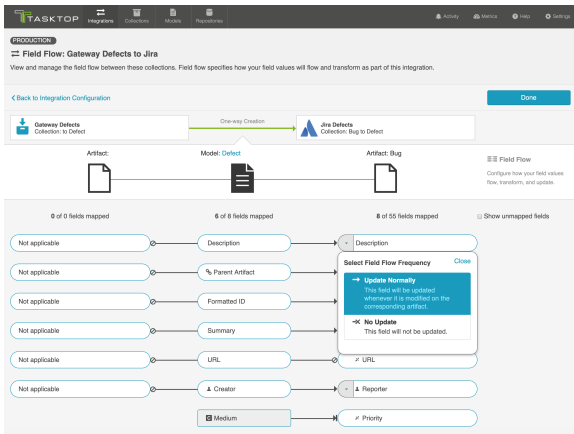 TASKTOP
Integrations
Collections
Models
Repositories
Activity
Metrics
Help
Settings
PRODUCTION
Field Flow: Gateway Defects to Jira
View and manage the field flow between these collections. Field flow specifies how your field values will flow and transform as part of this integration.
Back to Integration Configuration
Done
Gateway Defects
Collection: to Defect
One-way Creation
Jira Defects
Collection: Bug to Defect
Artifact:
Model: Defect
Artifact: Bug
Field Flow
Configure how your field values
flow, transform, and update.
0 of 0 fields mapped
6 of 8 fields mapped
8 of 55 fields mapped
Show unmapped fields
Not applicable
Description
Description
Select Field Flow Frequency
Close
Update Normally
This field will be updated
whenever it is modified on the
corresponding artifact.
No Update
This field will not be updated.
Not applicable
Parent Artifact
Not applicable
Formatted ID
Not applicable
Summary
Not applicable
URL
URL
Not applicable
Creator
Reporter
Medium
Priority